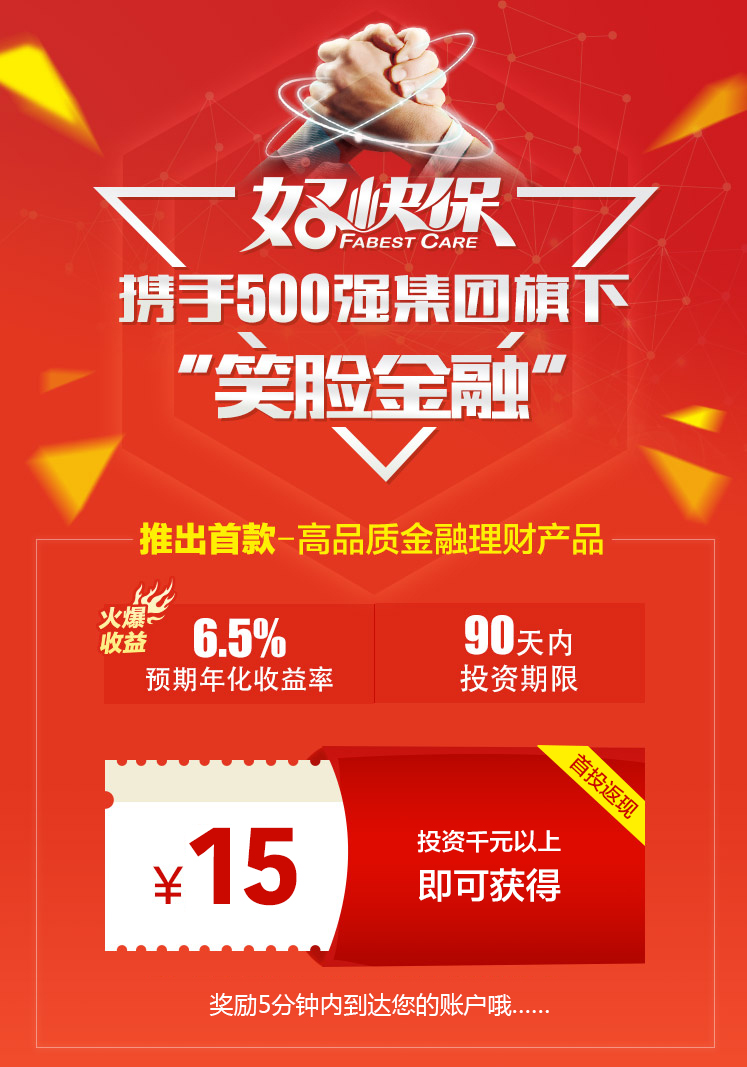 好快保
FABEST CARE
携手500强集团旗下
“笑脸金融“
推出首款-高品质金融理财产品
火爆
收益
6.5%
预期年化收益率
90天内
投资期限
首投返现
¥15
投资千元以上
即可获得
奖励5分钟内到达您的账户哦......